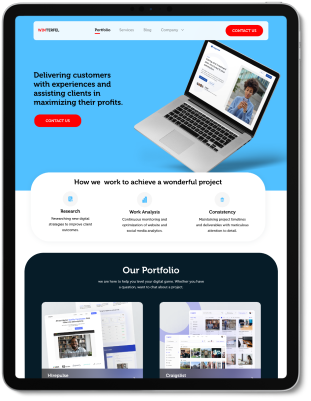 WINTERFEL
Portfolio
Services
Blog
Company
CONTACT US
Delivering customers
with experiences and
assisting clients in
maximizing their profits.
CONTACT US
How we work to achieve a wonderful project
Research
Researching new digital
strategies to improve client
outcomes
Work Analysis
Continuous monitoring and
optimisation of website and
social media analytics.
Consistency
Maintaining project timelines
and deliverables with meticulous
attention to detail.
Our Portfolio
we are here to help you level your digital game. Whether you
have a question, want to chat about a project
Hirepulse
Craigslist